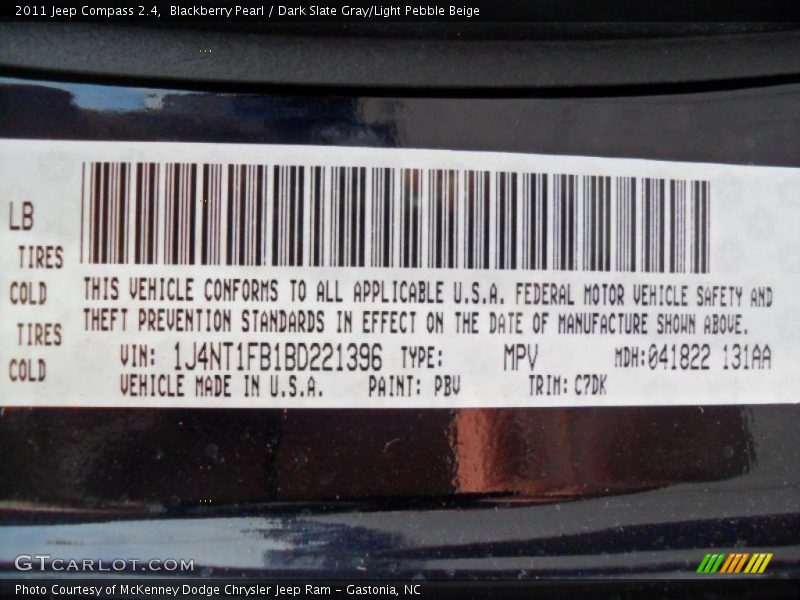 2011 Jeep Compass 2.4, Blackberry Pearl / Dark Slate Gray/Light Pebble Beige
LB
TIRES
COLD
TIRES
COLD
THIS VEHICLE CONFORMS TO ALL APPLICABLE U.S.A. FEDERAL MOTOR VEHICLE SAFETY AND
THEFT PREVENTION STANDARDS IN EFFECT ON THE DATE OF MANUFACTURE SHOWN ABOVE.
VIN: 1J4NT1FB1BD221396 TYPE: MPV MDH:041822 131AA
VEHICLE MADE IN U.S.A. PAINT: PBV TRIM: C7DK
GTCARLOT.COM
Photo Courtesy of McKenney Dodge Chrysler Jeep Ram - Gastonia, NC